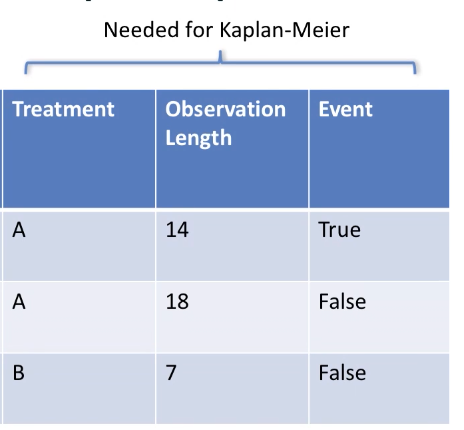 Needed for Kaplan-Meier
Treatment
Observation
Length
Event
A
14
True
A
18
False
B
7
False